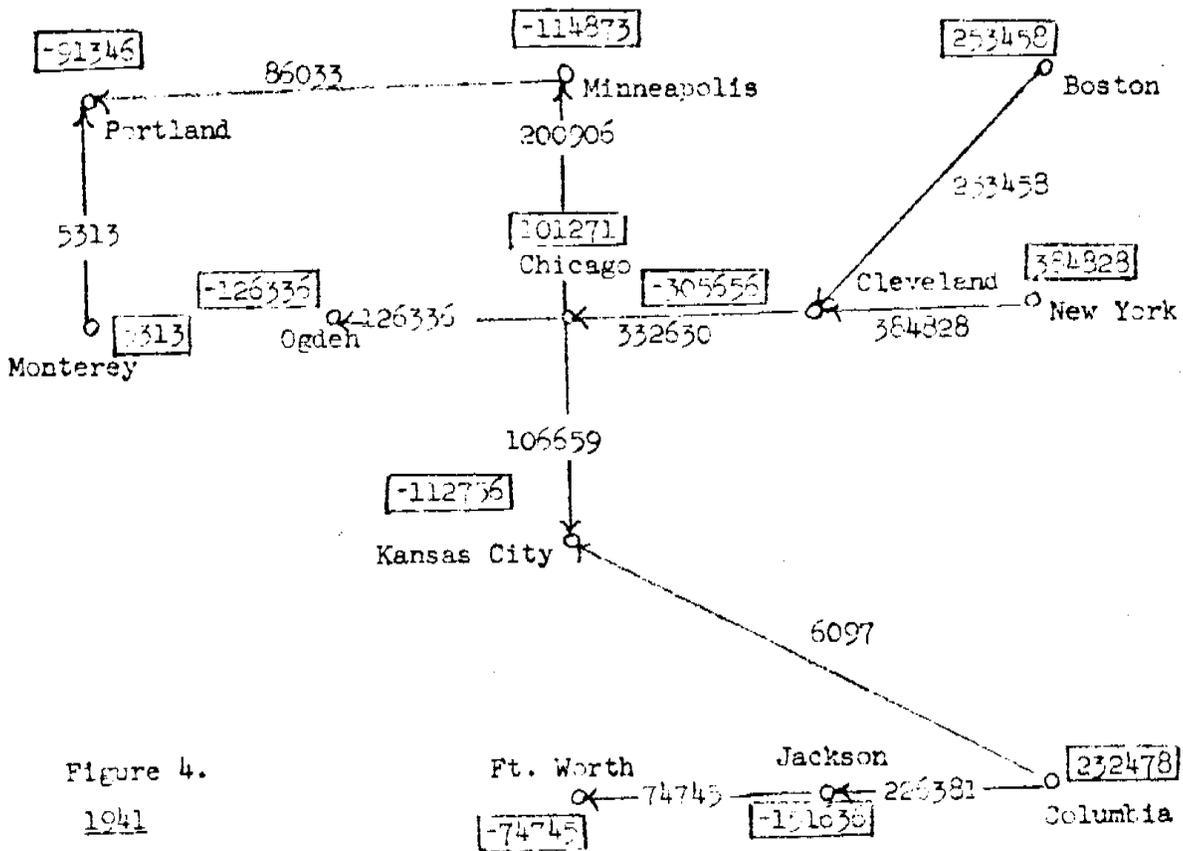 -114873
-91346
253458
86033
Minneapolis
Boston
Portland
200906
253458
5313
101271
Chicago
384828
-126336
-305656
Cleveland
5313
126336
332630
384828
New York
Ogden
Monterey
106659
-112756
Kansas City
6097
Figure 4.
Ft. Worth
Jackson
232478
74745
226381
Columbia
1941
-74745
-151636